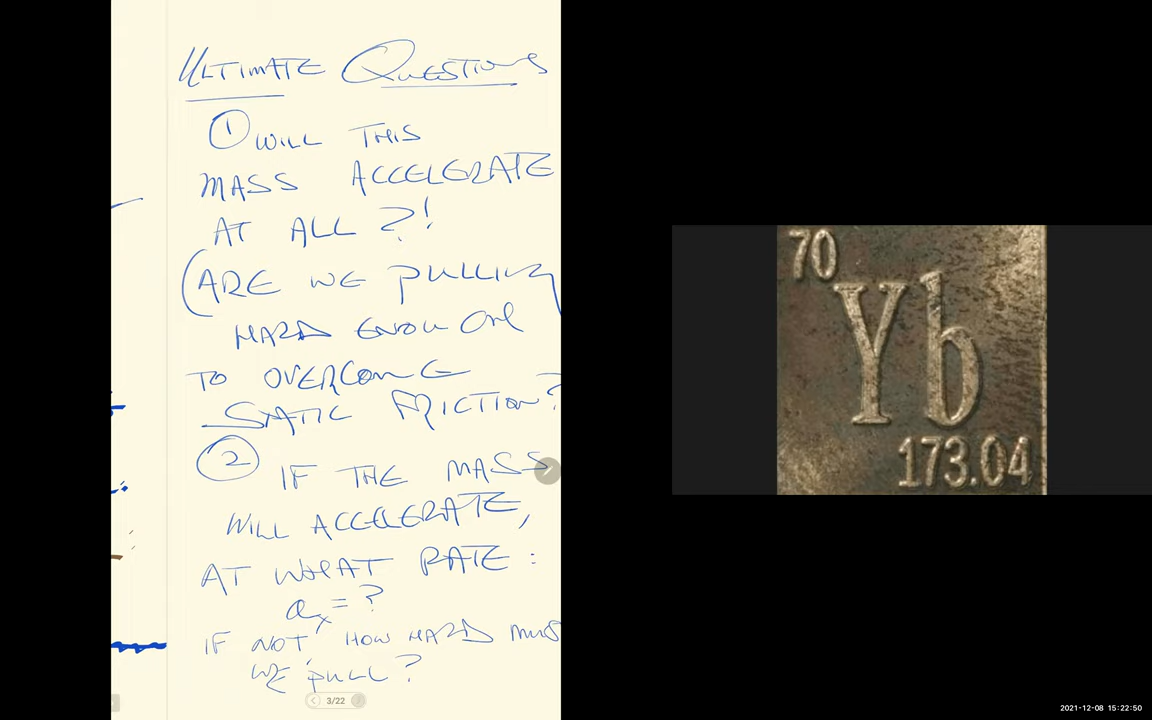 ULTIMATE QUESTIONS
① WILL THIS
MASS ACCELERATE
AT ALL ?!
(ARE WE PULLING
HARD ENOUGH
TO OVERCOME
STATIC FRICTION?
② IF THE MASS
WILL ACCELERATE,
AT WHAT RATE :
aₓ = ?
IF NOT, HOW HARD MUS
WE PULL ?
3/22
70
Yb
173.04
2021-12-08 15:22:50